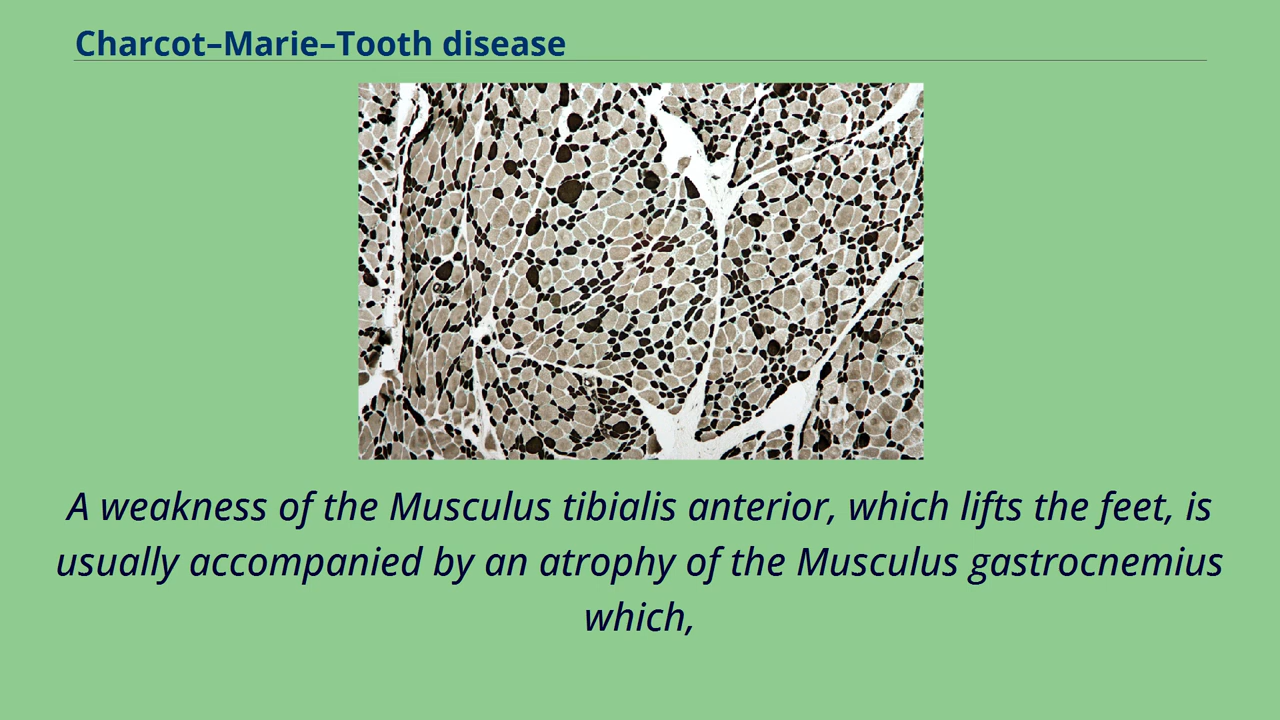 Charcot–Marie–Tooth disease
A weakness of the Musculus tibialis anterior, which lifts the feet, is
usually accompanied by an atrophy of the Musculus gastrocnemius
which,